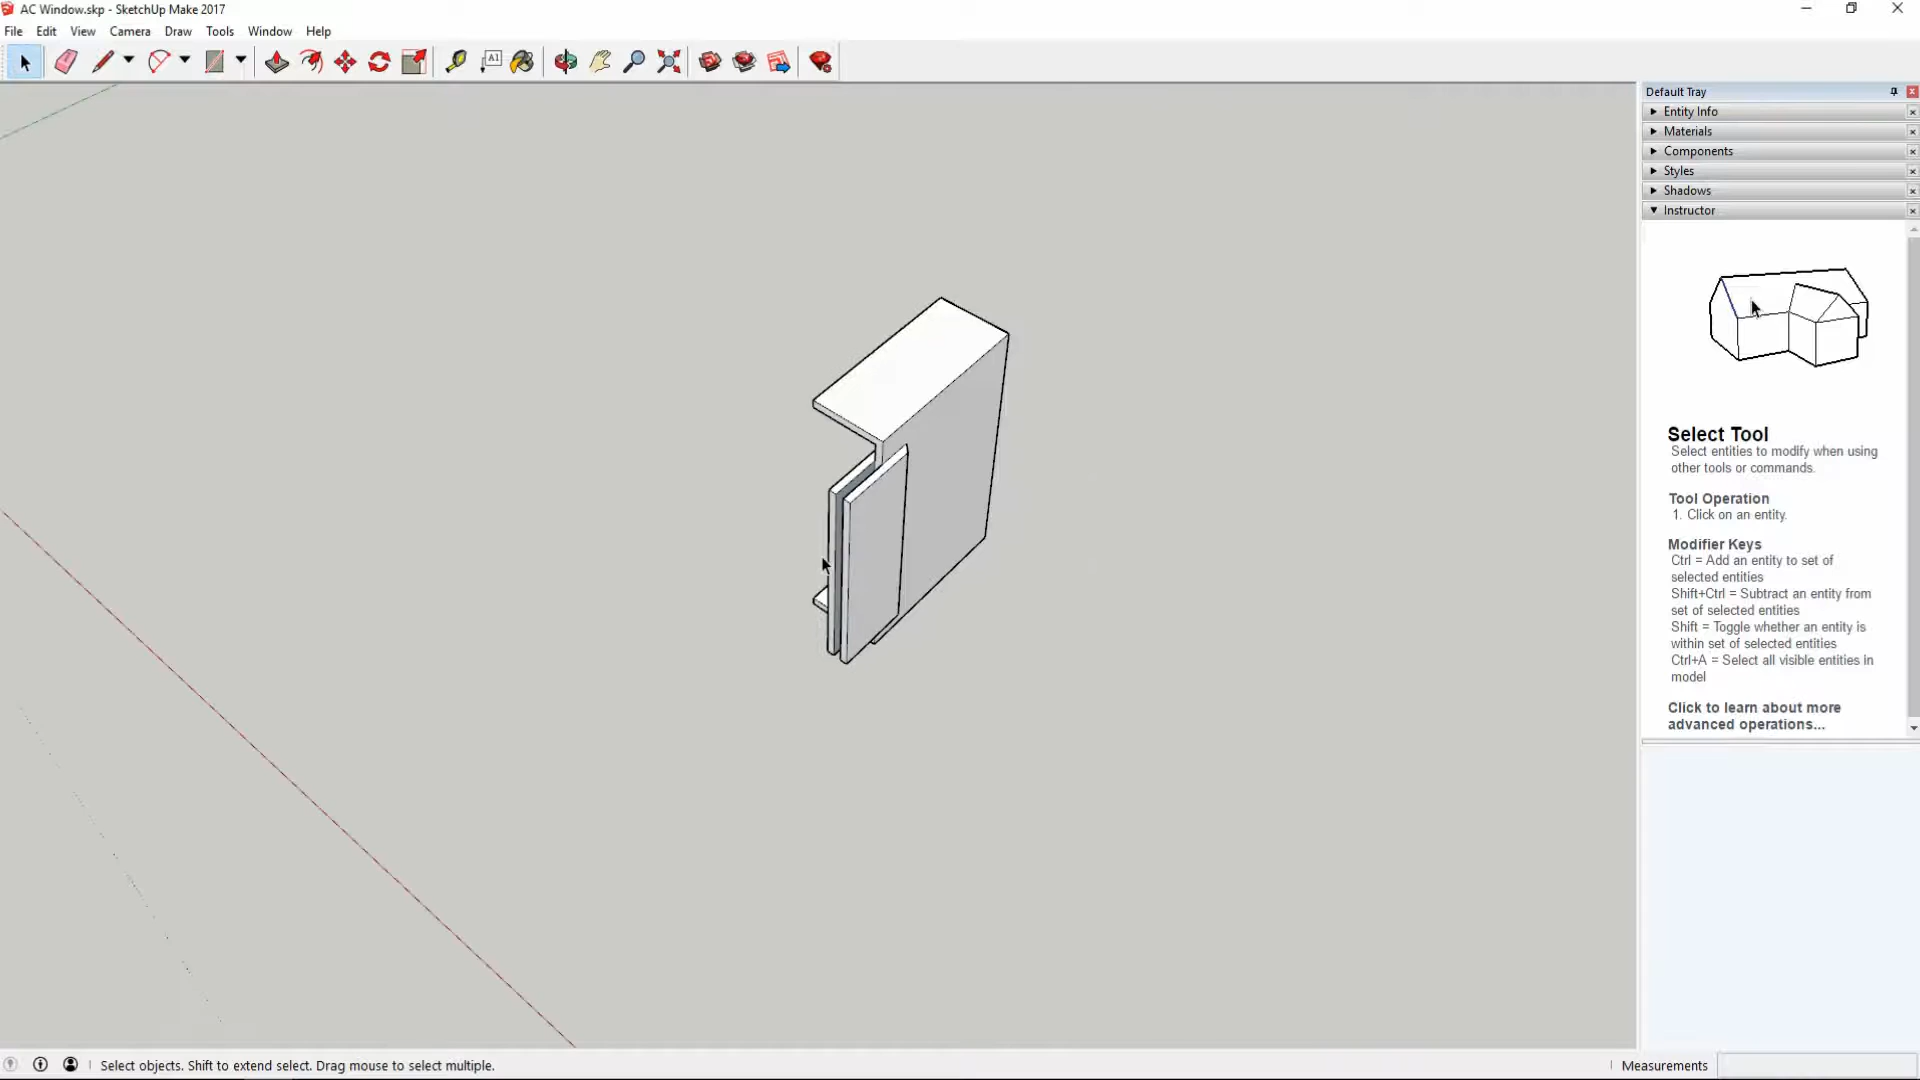 AC Window.skp - SketchUp Make 2017
File Edit View Camera Draw Tools Window Help
A1
Default Tray
Entity Info
Materials
Components
Styles
Shadows
Instructor
Select Tool
Select entities to modify when using
other tools or commands.
Tool Operation
1. Click on an entity.
Modifier Keys
Ctrl = Add an entity to set of
selected entities
Shift+Ctrl = Subtract an entity from
set of selected entities
Shift = Toggle whether an entity is
within set of selected entities
Ctrl+A = Select all visible entities in
model
Click to learn about more
advanced operations...
Select objects. Shift to extend select. Drag mouse to select multiple.
Measurements